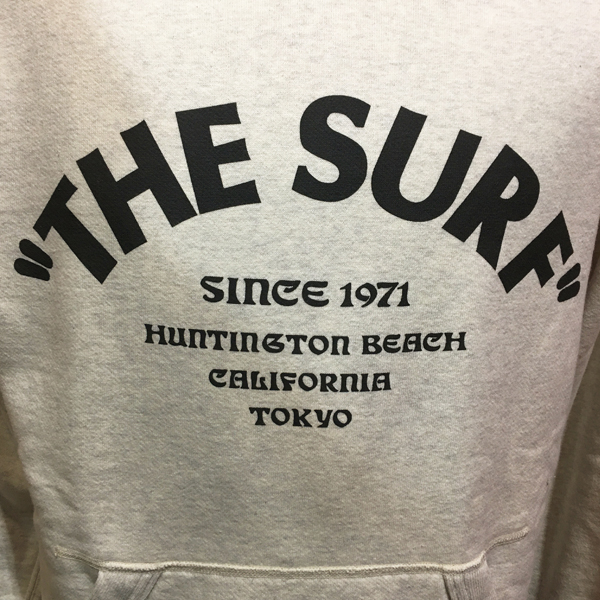 "THE SURF"
SINCE 1971
HUNTINGTON BEACH
CALIFORNIA
TOKYO